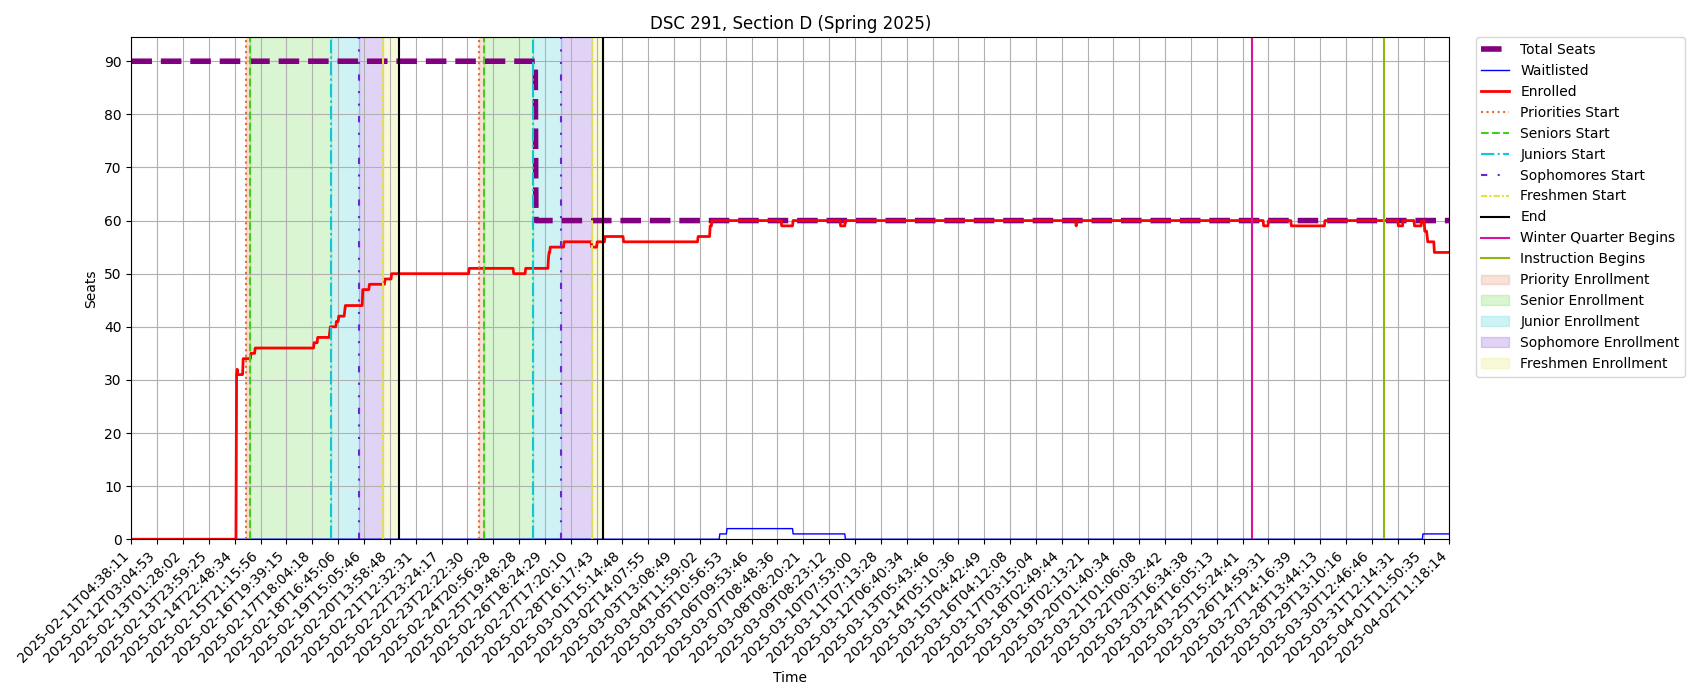 DSC 291, Section D (Spring 2025)
Seats
90
80
70
60
50
40
30
20
10
0
2025-02-11T04:38:11
2025-02-12T03:04:53
2025-02-13T01:28:02
2025-02-13T23:59:25
2025-02-14T22:48:34
2025-02-15T21:15:56
2025-02-16T19:39:15
2025-02-17T18:04:18
2025-02-18T16:45:06
2025-02-19T15:05:46
2025-02-20T13:58:48
2025-02-21T12:32:31
2025-02-22T23:24:17
2025-02-23T22:22:30
2025-02-24T20:56:28
2025-02-25T19:48:28
2025-02-26T18:24:29
2025-02-27T17:20:10
2025-02-28T16:17:43
2025-03-01T15:14:48
2025-03-02T14:07:55
2025-03-03T13:08:49
2025-03-04T11:59:02
2025-03-05T10:56:53
2025-03-06T09:53:46
2025-03-07T08:48:36
2025-03-08T08:20:21
2025-03-09T08:23:12
2025-03-10T07:53:00
2025-03-11T07:13:28
2025-03-12T06:40:34
2025-03-13T05:43:46
2025-03-14T05:10:36
2025-03-15T04:42:49
2025-03-16T04:12:08
2025-03-17T03:15:04
2025-03-18T02:49:44
2025-03-19T02:13:21
2025-03-20T01:40:34
2025-03-21T01:06:08
2025-03-22T00:32:42
2025-03-23T16:34:38
2025-03-24T16:05:13
2025-03-25T15:24:41
2025-03-26T14:59:31
2025-03-27T14:16:39
2025-03-28T13:44:13
2025-03-29T13:10:16
2025-03-30T12:46:46
2025-03-31T12:14:31
2025-04-01T11:50:35
2025-04-02T11:18:14
Time
Total Seats
Waitlisted
Enrolled
Priorities Start
Seniors Start
Juniors Start
Sophomores Start
Freshmen Start
End
Winter Quarter Begins
Instruction Begins
Priority Enrollment
Senior Enrollment
Junior Enrollment
Sophomore Enrollment
Freshmen Enrollment